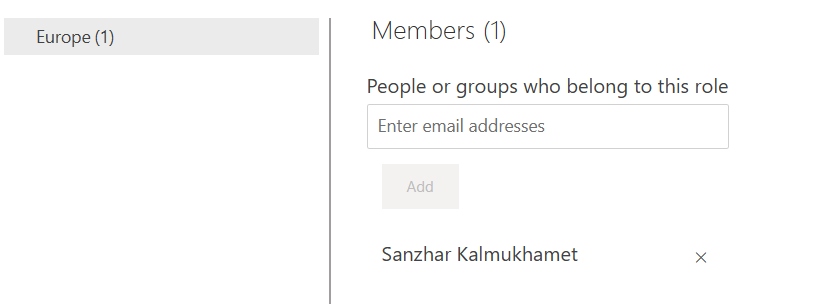 Europe (1)
Members (1)
People or groups who belong to this role
Enter email addresses
Add
Sanzhar Kalmukhamet